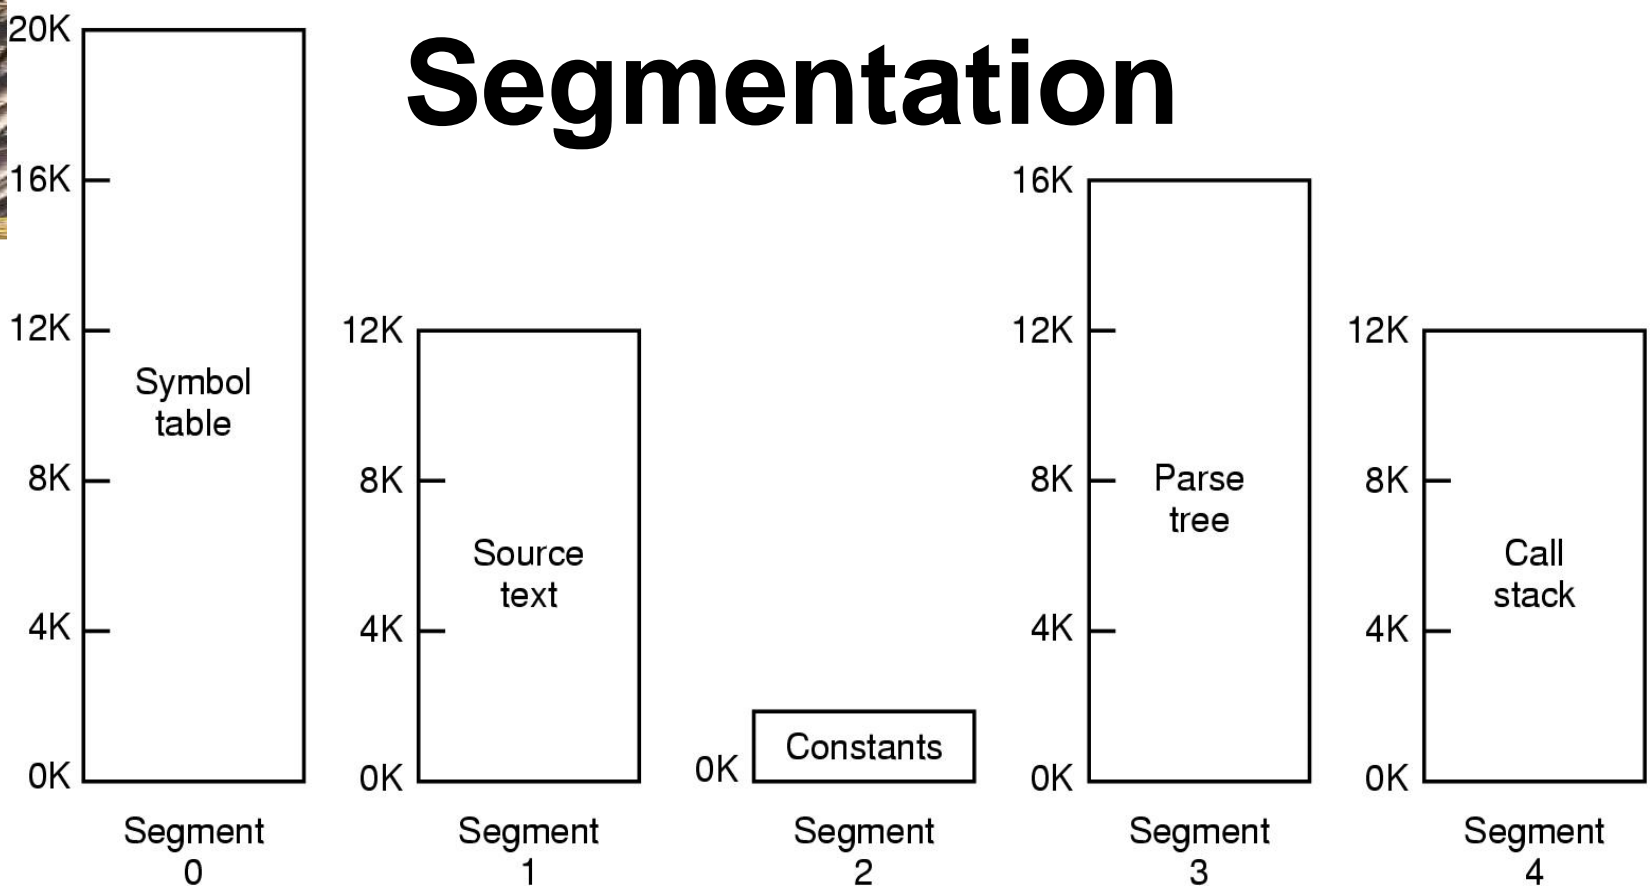 Segmentation
20K
16K
12K
8K
4K
0K
Symbol
table
Segment
0
12K
8K
4K
0K
Source
text
Segment
1
0K
Constants
Segment
2
16K
12K
8K
4K
0K
Parse
tree
Segment
3
12K
8K
4K
0K
Call
stack
Segment
4